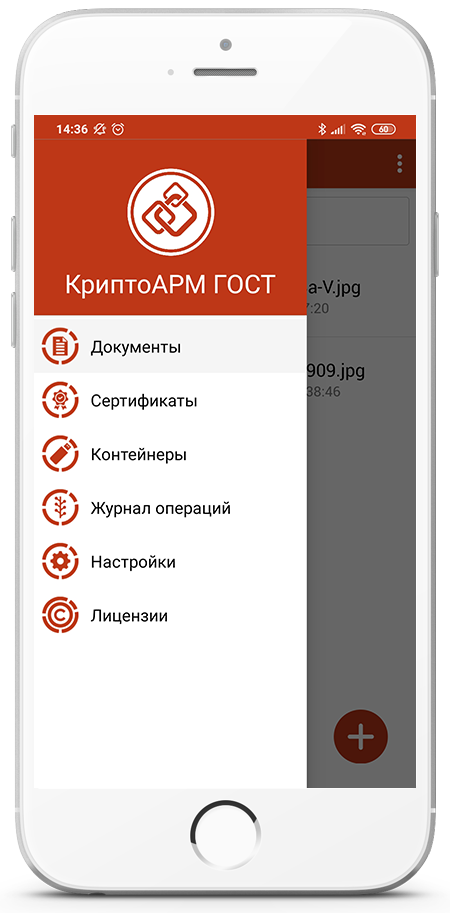 14:36 60
КриптоАРМ ГОСТ
a-V.jpg
7:20
Документы
909.jpg
38:46
Сертификаты
Контейнеры
Журнал операций
Настройки
Лицензии